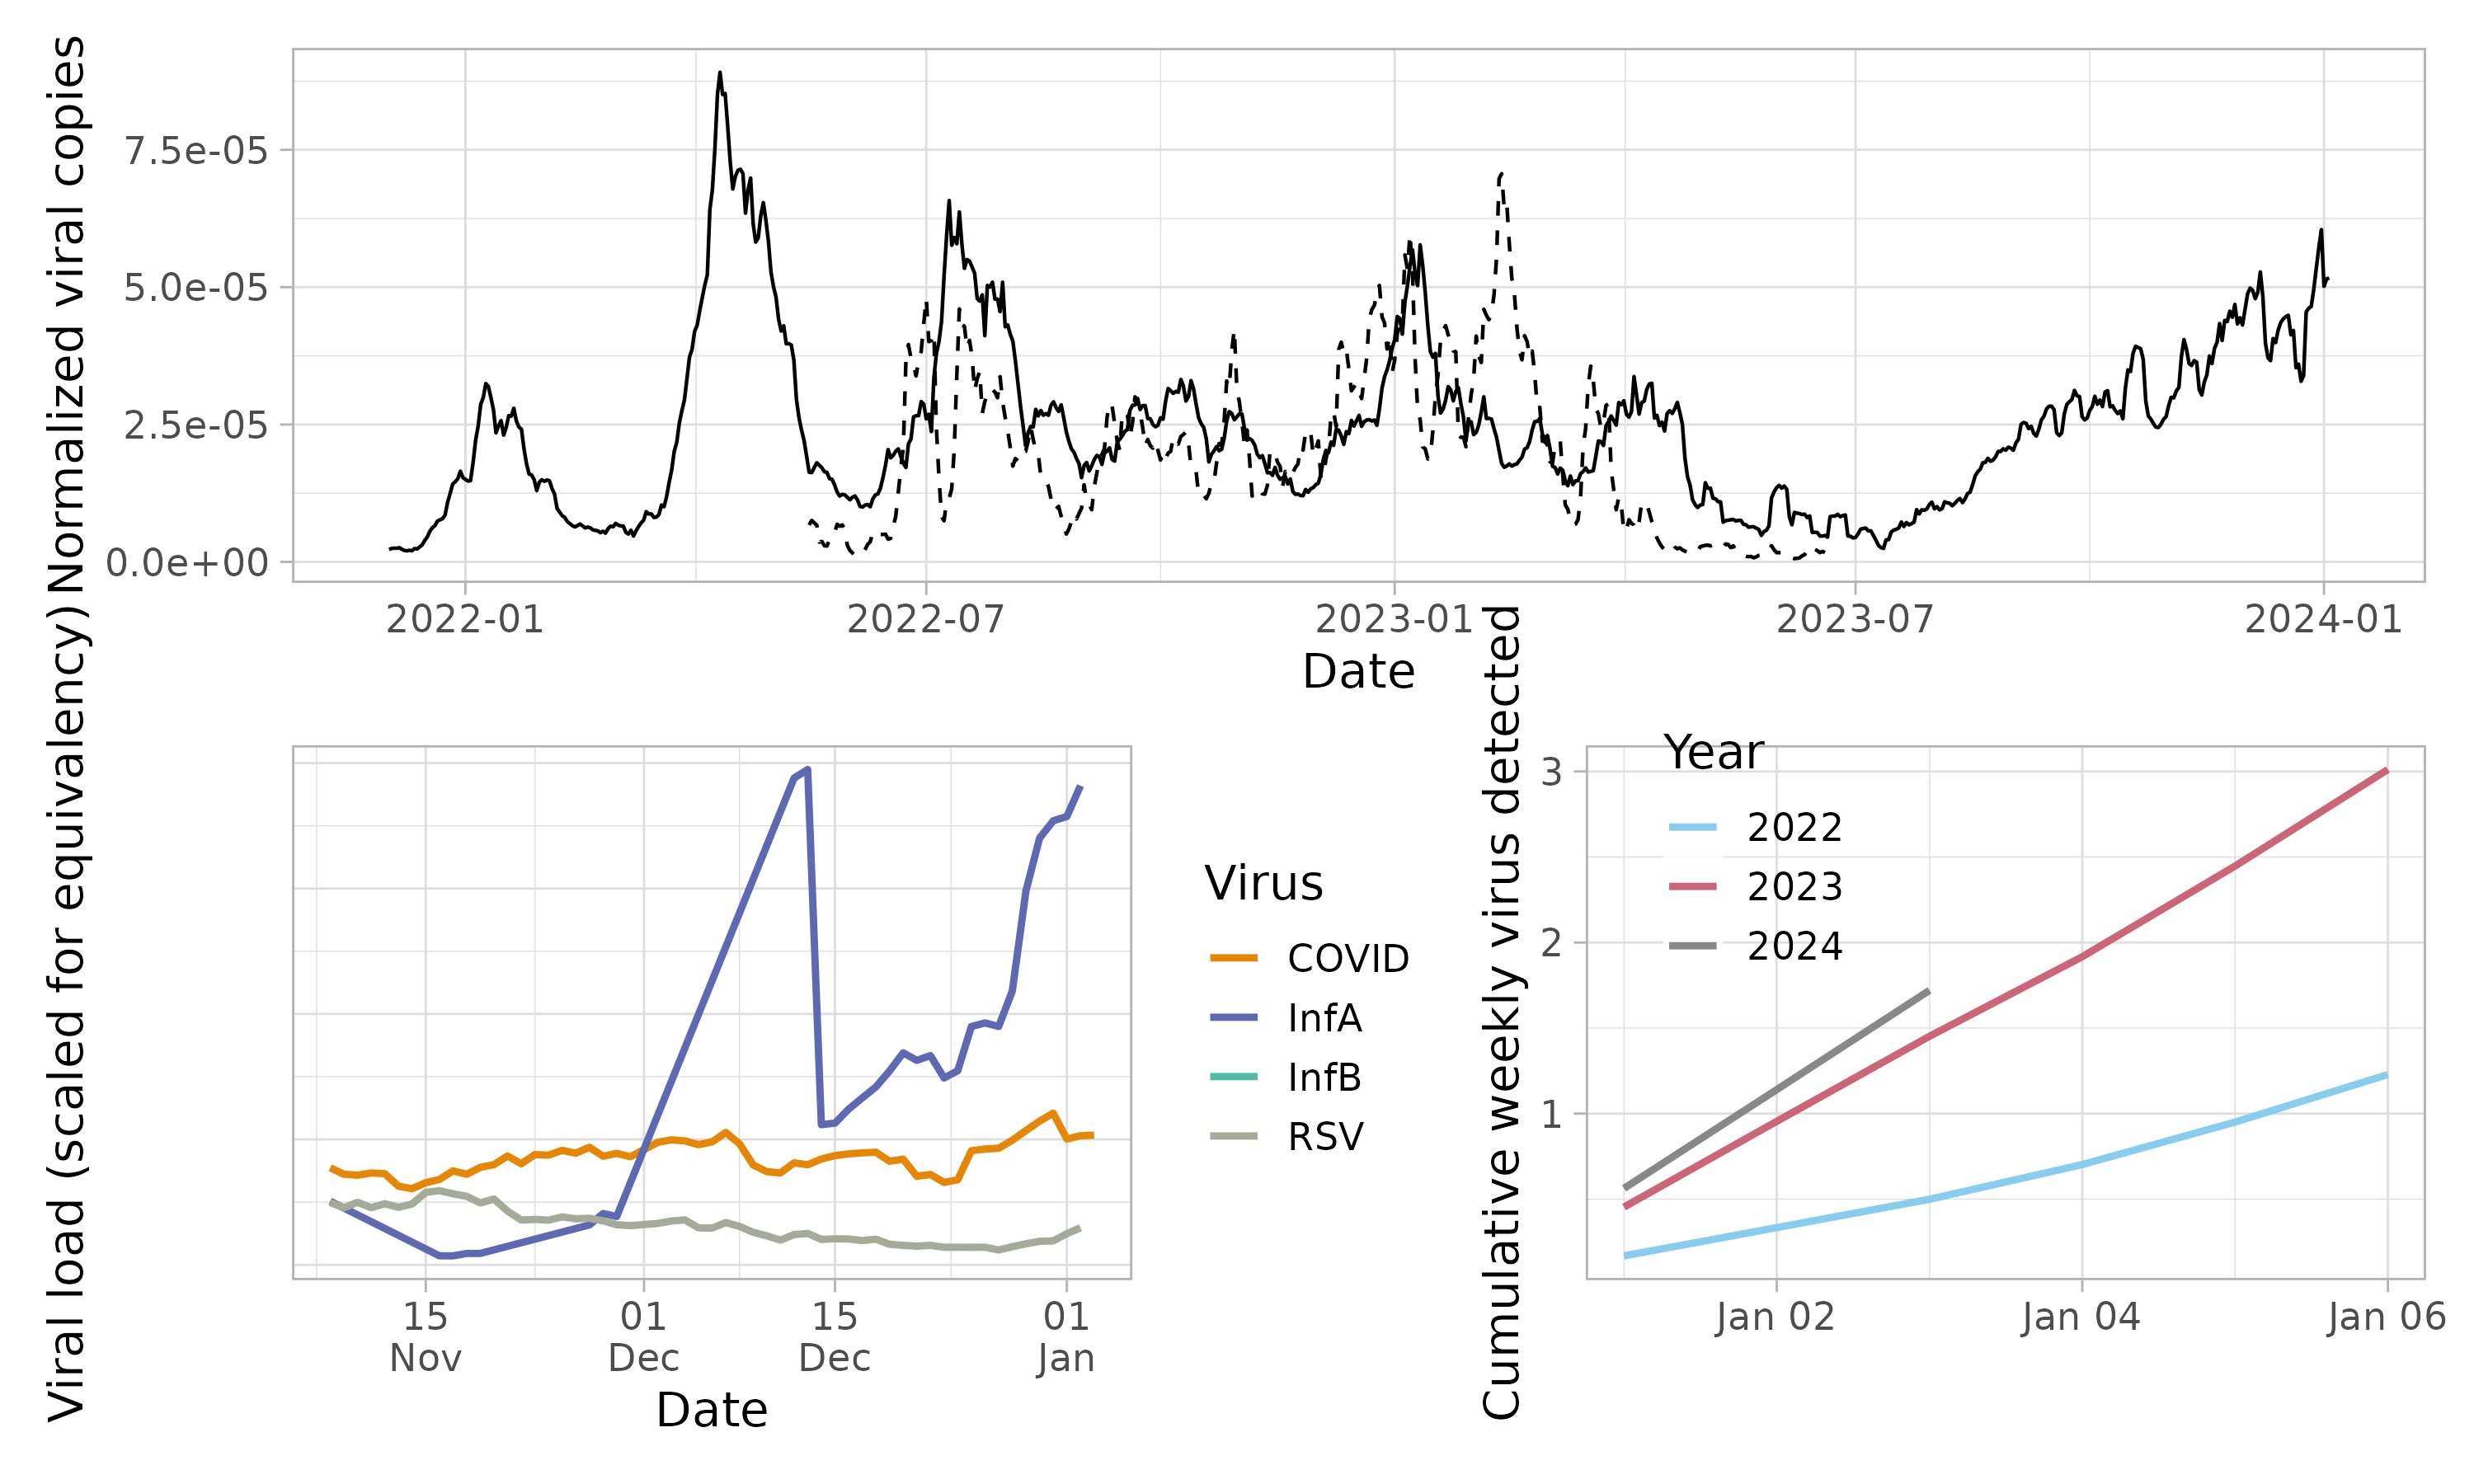 Normalized viral copies
7.5e-05
5.0e-05
2.5e-05
0.0e+00
2022-01
2022-07
2023-01
2023-07
2024-01
Date
Viral load (scaled for equivalency)
15
Nov
01
Dec
15
Dec
01
Jan
Date
Virus
COVID
InfA
InfB
RSV
Cumulative weekly virus detected
3
2
1
Year
2022
2023
2024
Jan 02
Jan 04
Jan 06